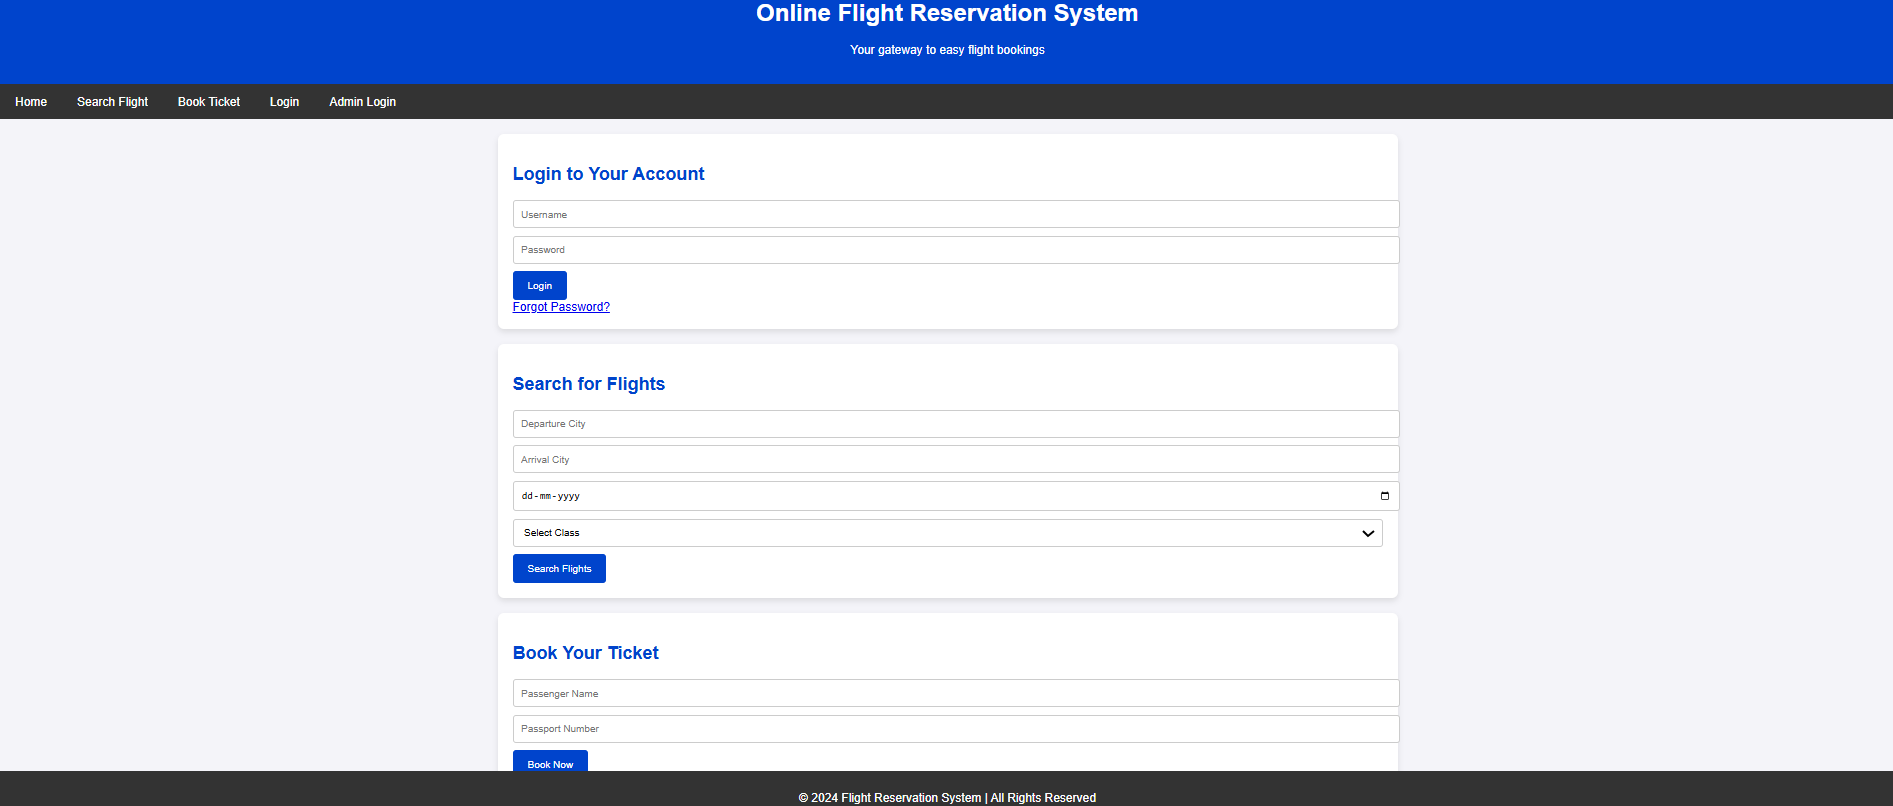 Online Flight Reservation System
Your gateway to easy flight bookings
Home Search Flight Book Ticket Login Admin Login
Login to Your Account
Username
Password
Login
Forgot Password?
Search for Flights
Departure City
Arrival City
dd-mm-yyyy
Select Class
Search Flights
Book Your Ticket
Passenger Name
Passport Number
Book Now
© 2024 Flight Reservation System | All Rights Reserved